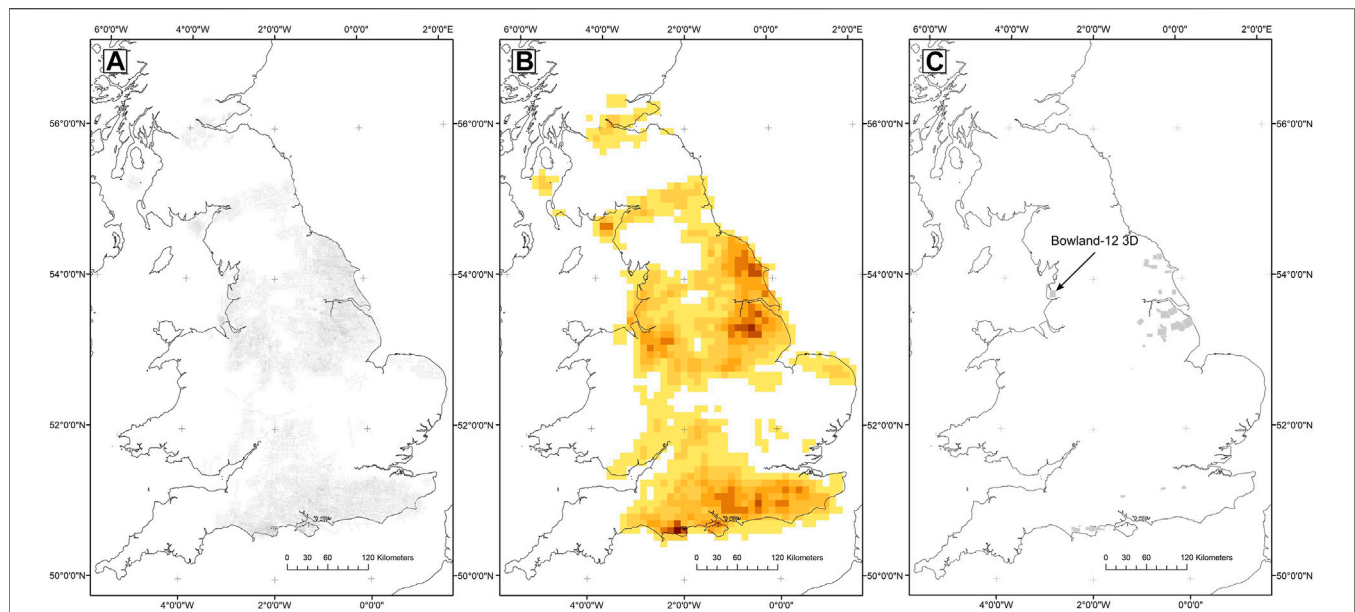 6°0'0"W 4°0'0"W 2°0'0"W 0°0'0" 2°0'0"E 6°0'0"W 4°0'0"W 2°0'0"W 0°0'0" 2°0'0"E 6°0'0"W 4°0'0"W 2°0'0"W 0°0'0" 2°0'0"E
A B C
56°0'0"N 56°0'0"N 56°0'0"N 56°0'0"N
Bowland-12 3D
54°0'0"N 54°0'0"N 54°0'0"N 54°0'0"N
52°0'0"N 52°0'0"N 52°0'0"N 52°0'0"N
0 30 60 120 Kilometers 0 30 60 120 Kilometers 0 30 60 120 Kilometers
50°0'0"N 50°0'0"N 50°0'0"N 50°0'0"N
4°0'0"W 2°0'0"W 0°0'0" 4°0'0"W 2°0'0"W 0°0'0" 4°0'0"W 2°0'0"W 0°0'0"